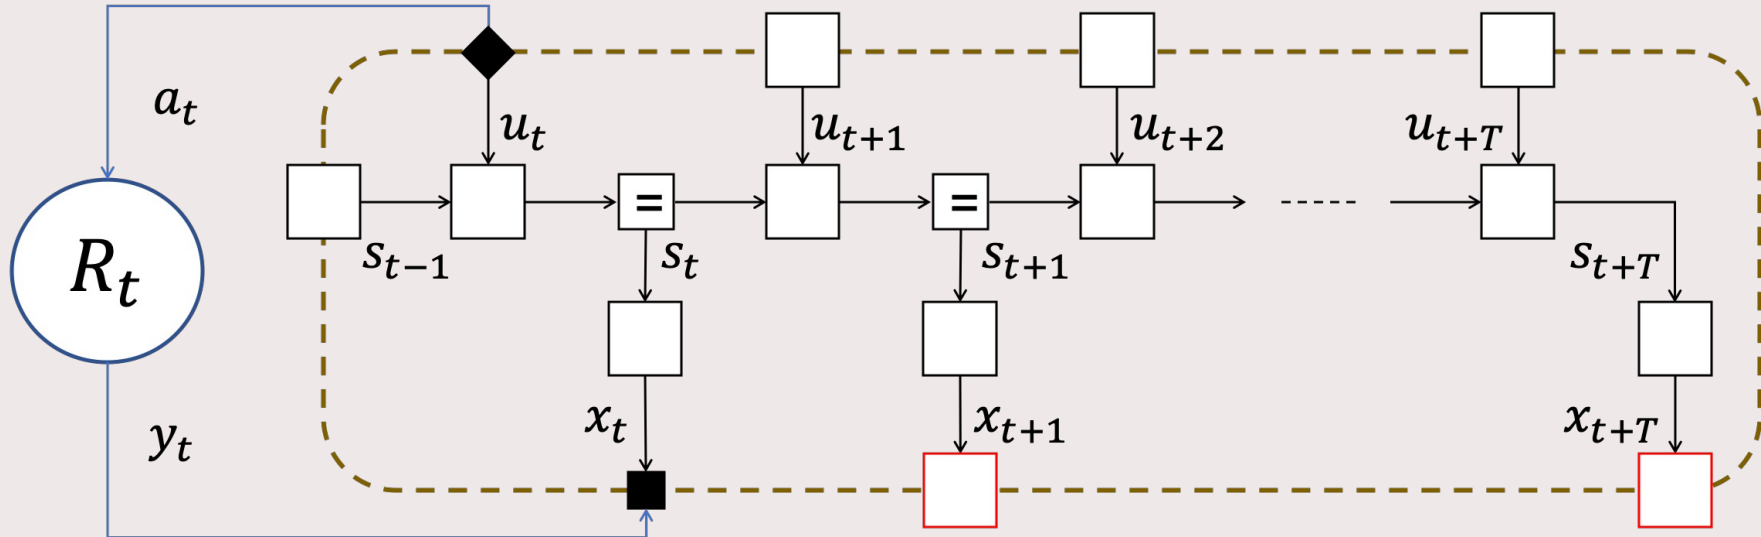 a_t
u_t
u_{t+1}
u_{t+2}
u_{t+T}
R_t
=
=
s_{t-1}
s_t
s_{t+1}
s_{t+T}
x_t
x_{t+1}
x_{t+T}
y_t